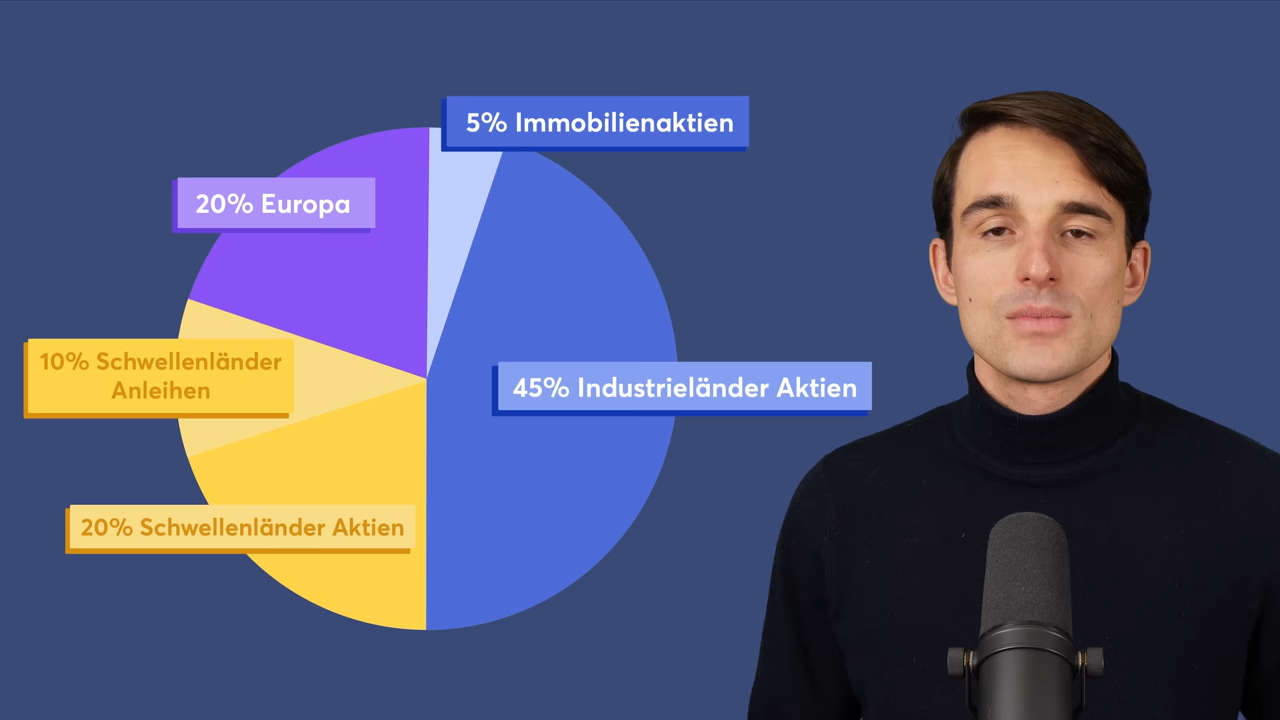 5% Immobilienaktien
20% Europa
10% Schwellenländer
Anleihen
45% Industrieländer Aktien
20% Schwellenländer Aktien